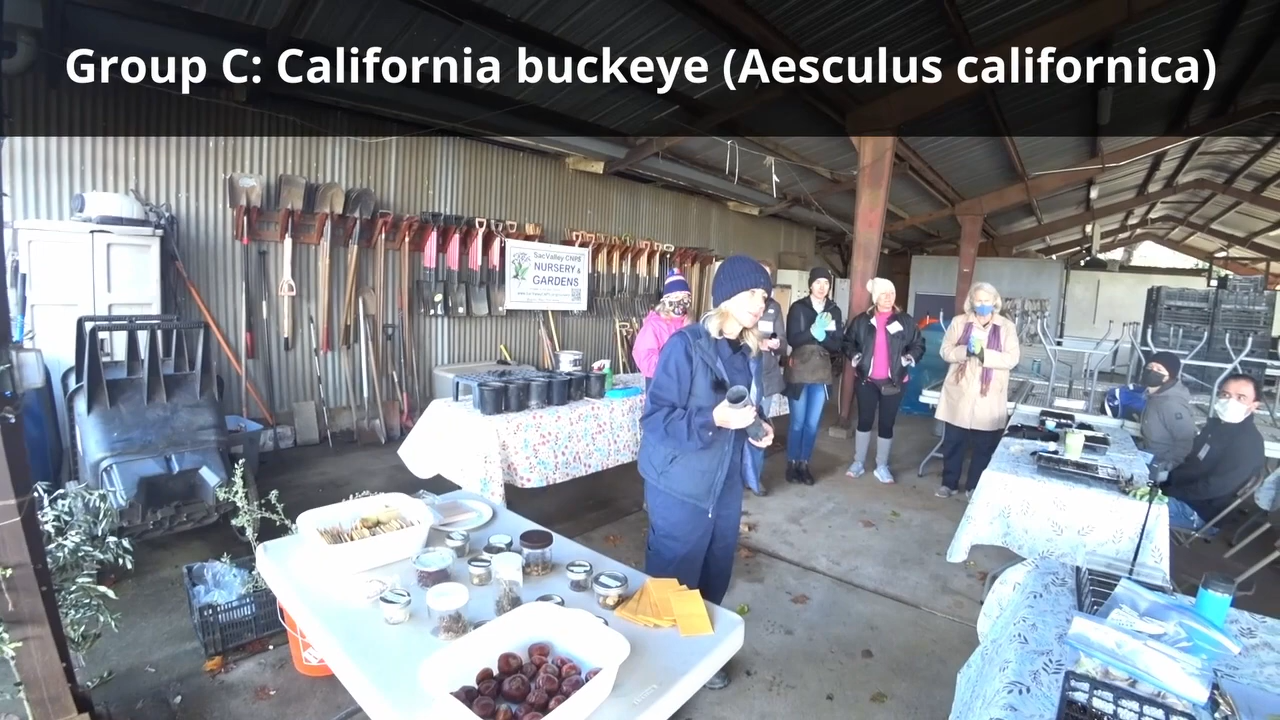 Group C: California buckeye (Aesculus californica)
SacValley CNPS
NURSERY &
GARDENS